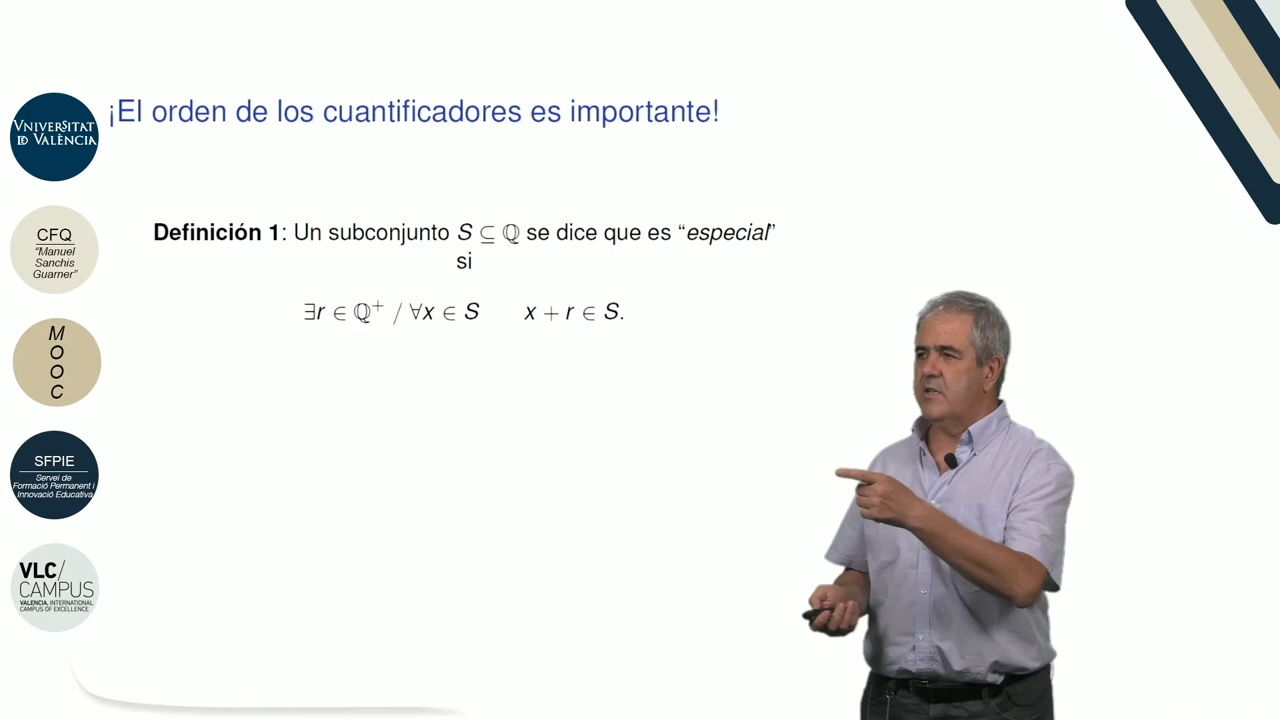 ¡El orden de los cuantificadores es importante!
VNIVERSITAT
ID VALÈNCIA
Definición 1: Un subconjunto S ⊆ ℚ se dice que es “especial”
si
∃r ∈ ℚ⁺ / ∀x ∈ S x + r ∈ S.
CFQ
“Manuel
Sanchis
Guarner”
M
O
O
C
SFPIE
Servei de
Formació Permanent i
Innovació Educativa
VLC/
CAMPUS
VALENCIA, INTERNATIONAL
CAMPUS OF EXCELLENCE